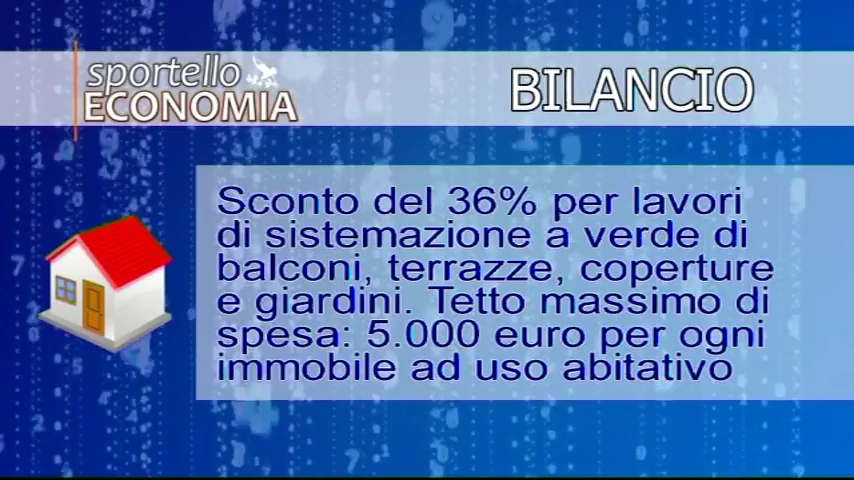 sportello
ECONOMIA
BILANCIO
Sconto del 36% per lavori
di sistemazione a verde di
balconi, terrazze, coperture
e giardini. Tetto massimo di
spesa: 5.000 euro per ogni
immobile ad uso abitativo